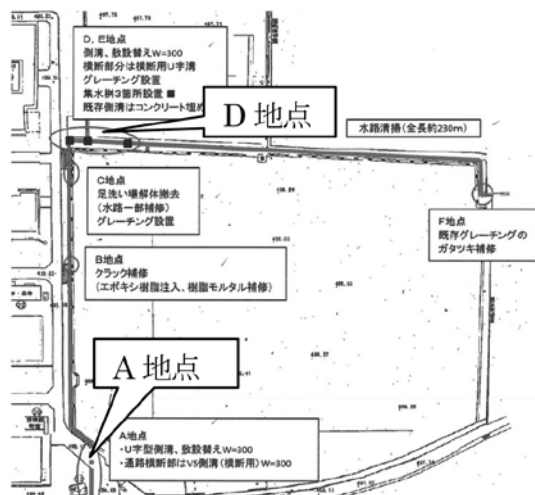 D, E地点
側溝、敷設替えW=300
横断部分は横断用U字溝
グレーチング設置
集水桝3箇所設置 ■
既存側溝はコンクリート埋め
D 地点
水路清掃(全長約230m)
C地点
足洗い場解体撤去
(水路一部補修)
グレーチング設置
F地点
既存グレーチングの
ガタツキ補修
B地点
クラック補修
(エポキシ樹脂注入、樹脂モルタル補修)
A 地点
A地点
・U字型側溝、敷設替えW=300
・通路横断部はVS側溝(横断用)W=300